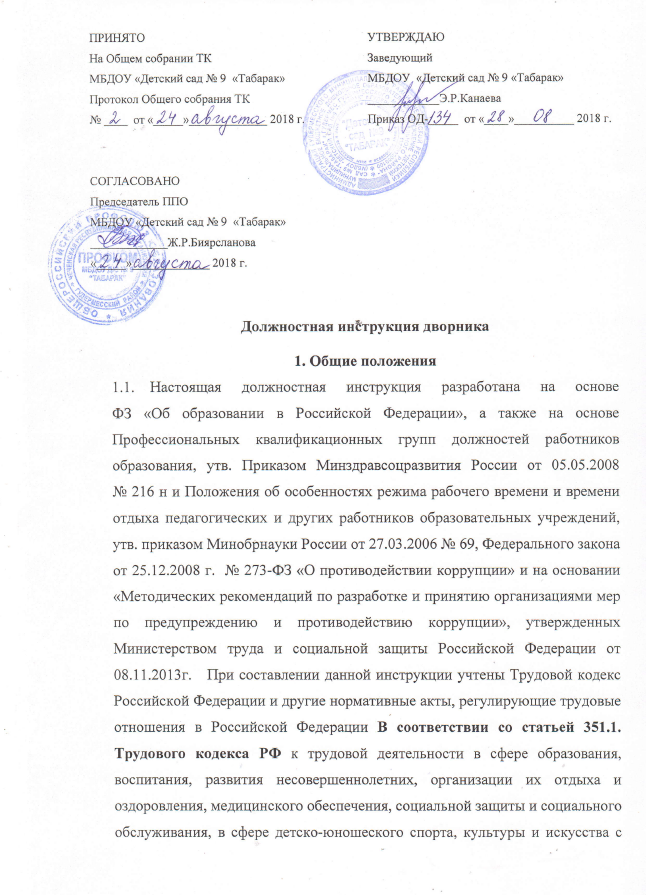 ПРИНЯТО
На Общем собрании ТК
МБДОУ «Детский сад № 9 «Табарак»
Протокол Общего собрания ТК
№ 2 от « 24 » августа 2018 г.
УТВЕРЖДАЮ
Заведующий
МБДОУ «Детский сад № 9 «Табарак»
Э.Р.Канаева
Приказ ОД-134 от « 28 » 08 2018 г.
СОГЛАСОВАНО
Председатель ППО
МБДОУ «Детский сад № 9 «Табарак»
Ж.Р.Биярсланова
« 24 » августа 2018 г.
ПРОФКОМ
"ТАБАРАК"
Должностная инструкция дворника
1. Общие положения
1.1. Настоящая должностная инструкция разработана на основе
ФЗ «Об образовании в Российской Федерации», а также на основе
Профессиональных квалификационных групп должностей работников
образования, утв. Приказом Минздравсоцразвития России от 05.05.2008
№ 216 н и Положения об особенностях режима рабочего времени и времени
отдыха педагогических и других работников образовательных учреждений,
утв. приказом Минобрнауки России от 27.03.2006 № 69, Федерального закона
от 25.12.2008 г. № 273-ФЗ «О противодействии коррупции» и на основании
«Методических рекомендаций по разработке и принятию организациями мер
по предупреждению и противодействию коррупции», утвержденных
Министерством труда и социальной защиты Российской Федерации от
08.11.2013г. При составлении данной инструкции учтены Трудовой кодекс
Российской Федерации и другие нормативные акты, регулирующие трудовые
отношения в Российской Федерации В соответствии со статьей 351.1.
Трудового кодекса РФ к трудовой деятельности в сфере образования,
воспитания, развития несовершеннолетних, организации их отдыха и
оздоровления, медицинского обеспечения, социальной защиты и социального
обслуживания, в сфере детско-юношеского спорта, культуры и искусства с